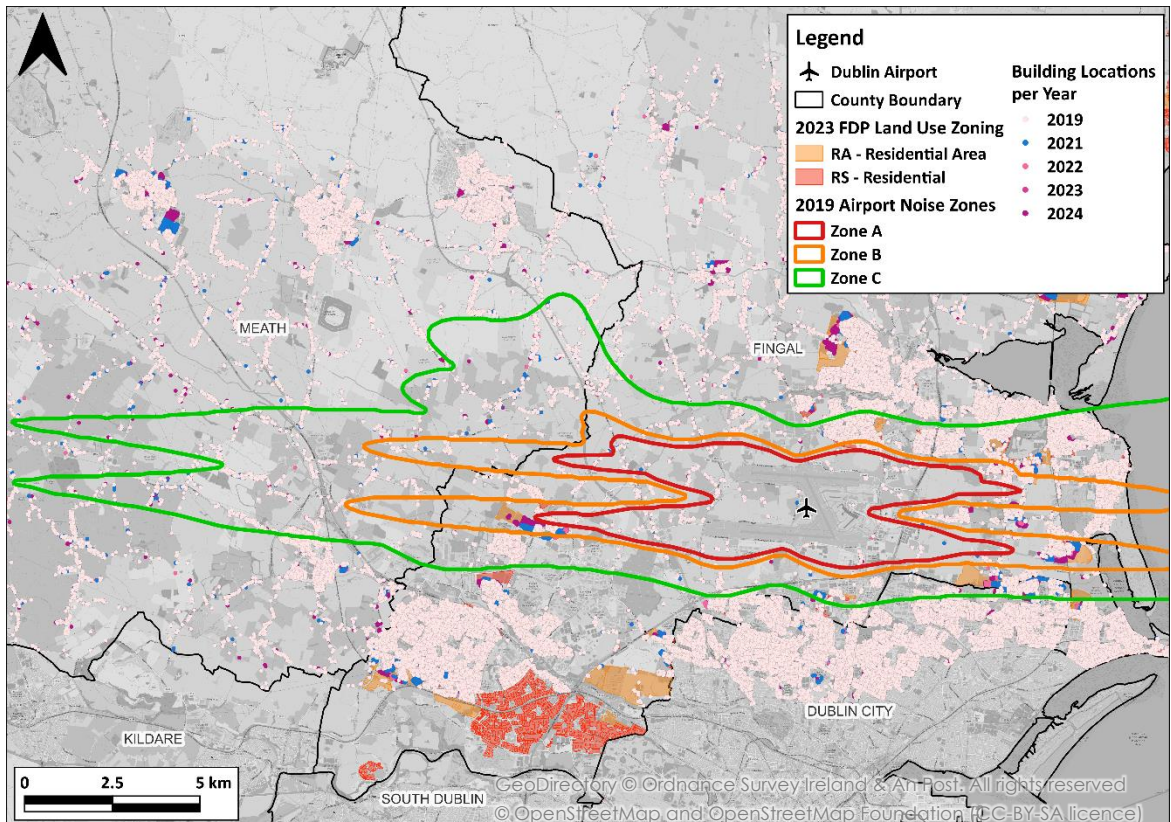 Legend
Dublin Airport
County Boundary
2023 FDP Land Use Zoning
RA - Residential Area
RS - Residential
2019 Airport Noise Zones
Zone A
Zone B
Zone C
Building Locations
per Year
2019
2021
2022
2023
2024
MEATH
FINGAL
DUBLIN CITY
KILDARE
SOUTH DUBLIN
0 2.5 5 km
GeoDirectory © Ordnance Survey Ireland & An Post. All rights reserved
© OpenStreetMap and OpenStreetMap Foundation (CC-BY-SA licence)